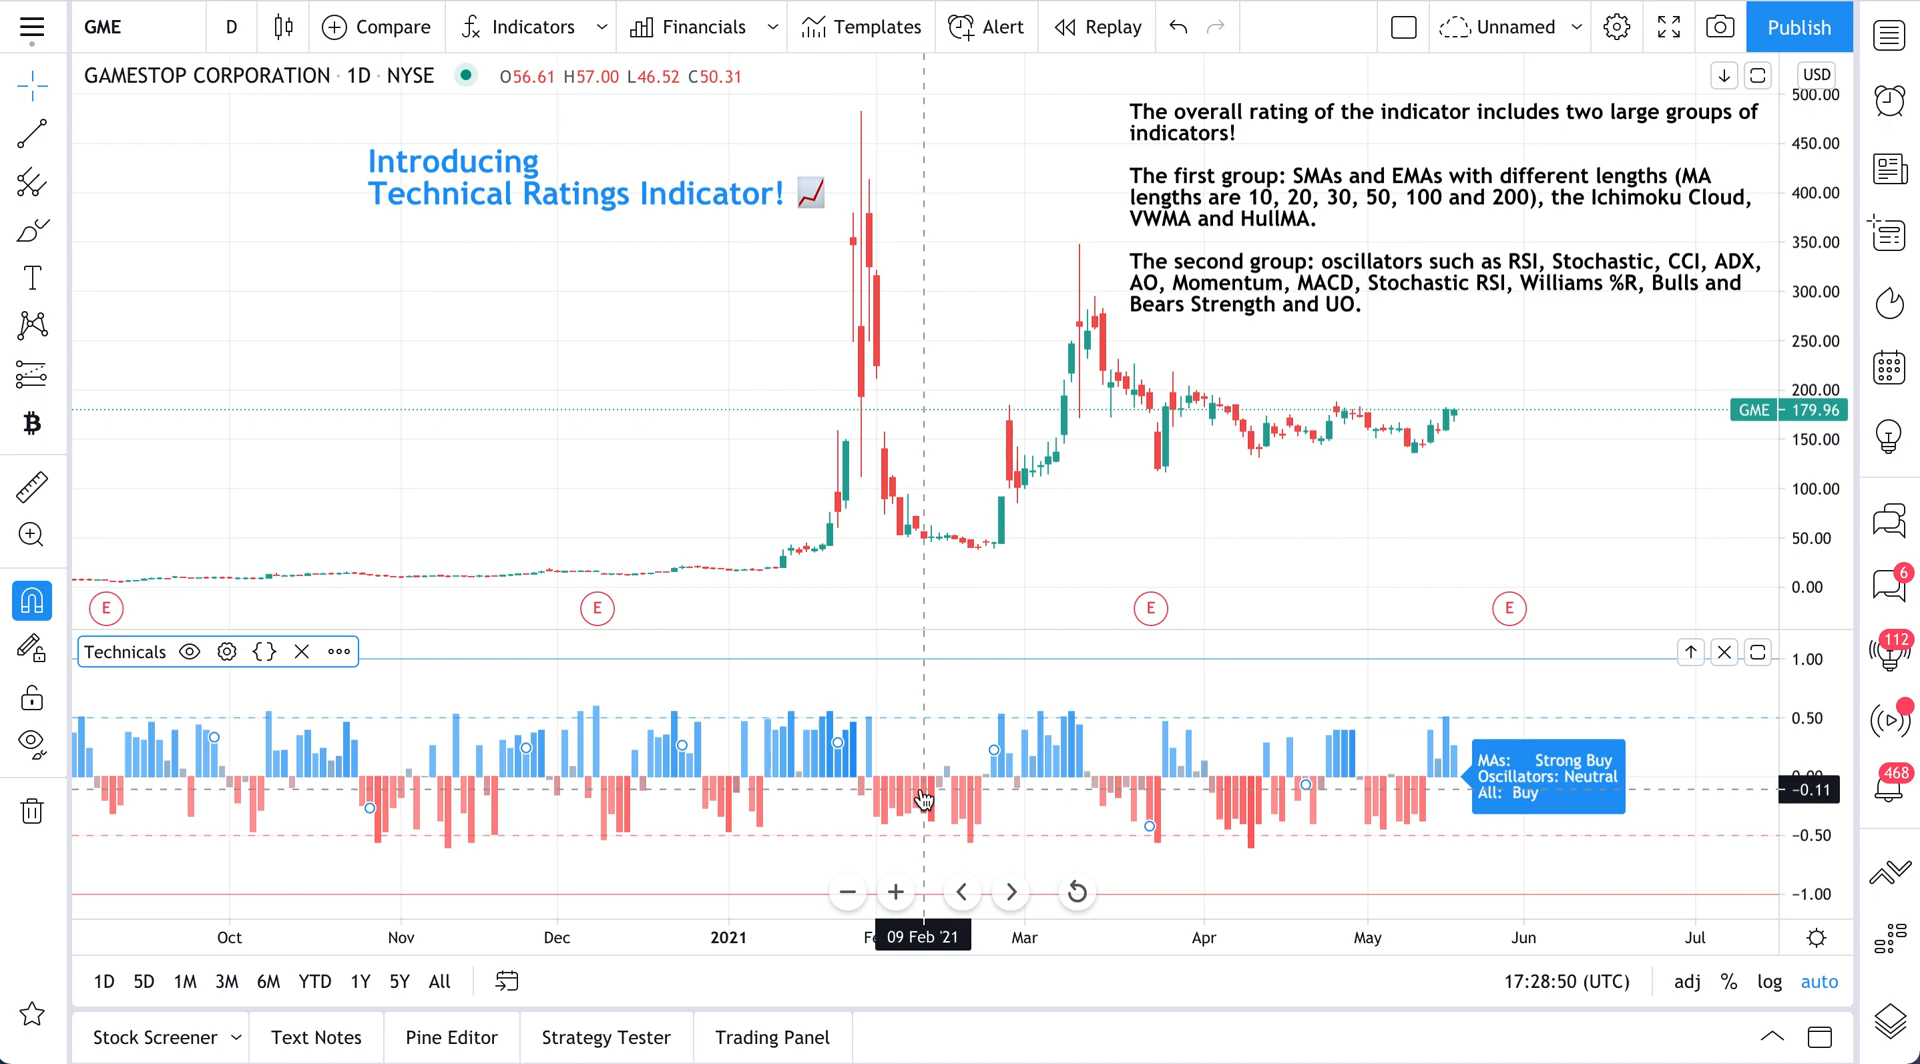 GME
D
Compare
Indicators
Financials
Templates
Alert
Replay
Unnamed
Publish
GAMESTOP CORPORATION · 1D · NYSE
O56.61 H57.00 L46.52 C50.31
USD
Introducing
Technical Ratings Indicator!
The overall rating of the indicator includes two large groups of
indicators!
The first group: SMAs and EMAs with different lengths (MA
lengths are 10, 20, 30, 50, 100 and 200), the Ichimoku Cloud,
VWMA and HullMA.
The second group: oscillators such as RSI, Stochastic, CCI, ADX,
AO, Momentum, MACD, Stochastic RSI, Williams %R, Bulls and
Bears Strength and UO.
500.00
450.00
400.00
350.00
300.00
250.00
200.00
GME 179.96
150.00
100.00
50.00
0.00
E
E
E
E
Technicals
1.00
0.50
MAs: Strong Buy
Oscillators: Neutral
All: Buy
0.00
−0.11
−0.50
−1.00
Oct
Nov
Dec
2021
09 Feb '21
Mar
Apr
May
Jun
Jul
1D
5D
1M
3M
6M
YTD
1Y
5Y
All
17:28:50 (UTC)
adj
%
log
auto
Stock Screener
Text Notes
Pine Editor
Strategy Tester
Trading Panel
6
112
468